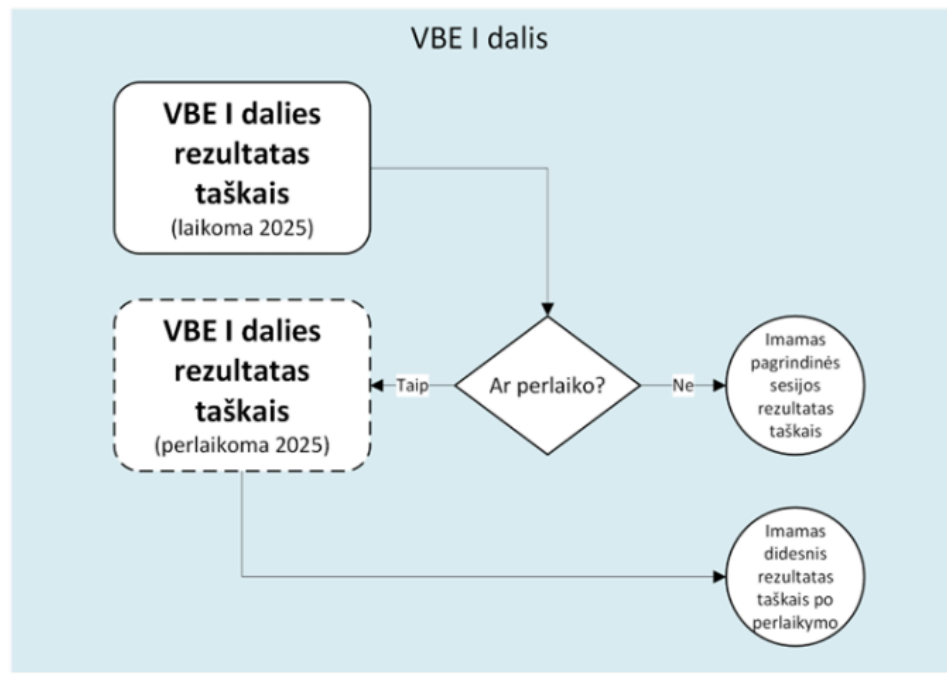 VBE I dalis
VBE I dalies
rezultatas
taškais
(laikoma 2025)
VBE I dalies
rezultatas
taškais
(perlaikoma 2025)
Taip
Ar perlaiko?
Ne
Imamas
pagrindinės
sesijos
rezultatas
taškais
Imamas
didesnis
rezultatas
taškais po
perlaikymo